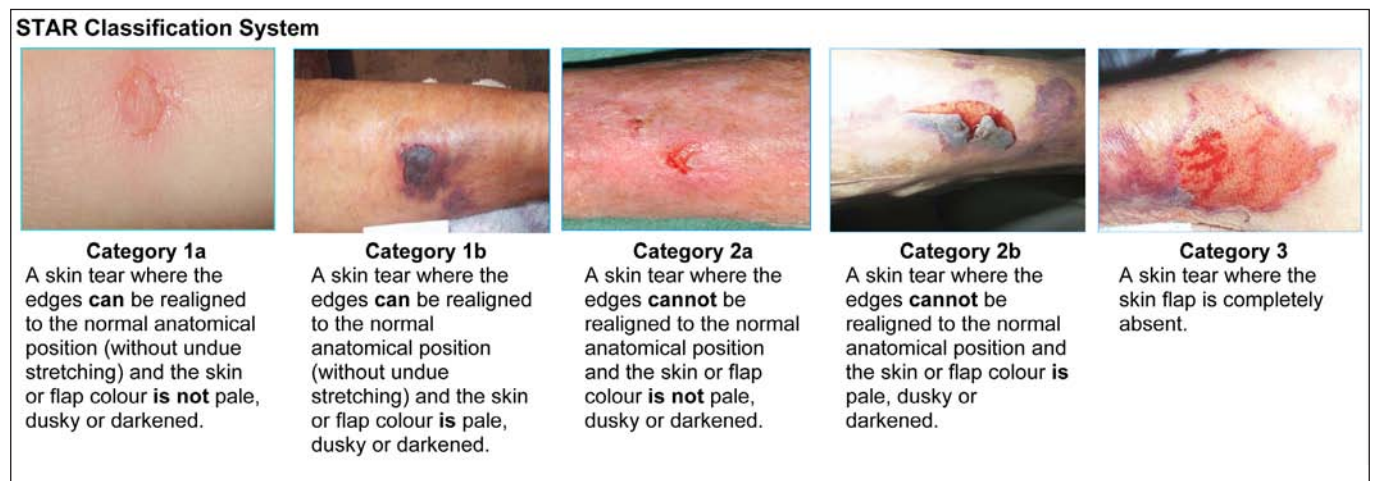 STAR Classification System
Category 1a
A skin tear where the
edges can be realigned
to the normal anatomical
position (without undue
stretching) and the skin
or flap colour is not pale,
dusky or darkened.
Category 1b
A skin tear where the
edges can be realigned
to the normal
anatomical position
(without undue
stretching) and the skin
or flap colour is pale,
dusky or darkened.
Category 2a
A skin tear where the
edges cannot be
realigned to the normal
anatomical position
and the skin or flap
colour is not pale,
dusky or darkened.
Category 2b
A skin tear where the
edges cannot be
realigned to the normal
anatomical position and
the skin or flap colour is
pale, dusky or
darkened.
Category 3
A skin tear where the
skin flap is completely
absent.